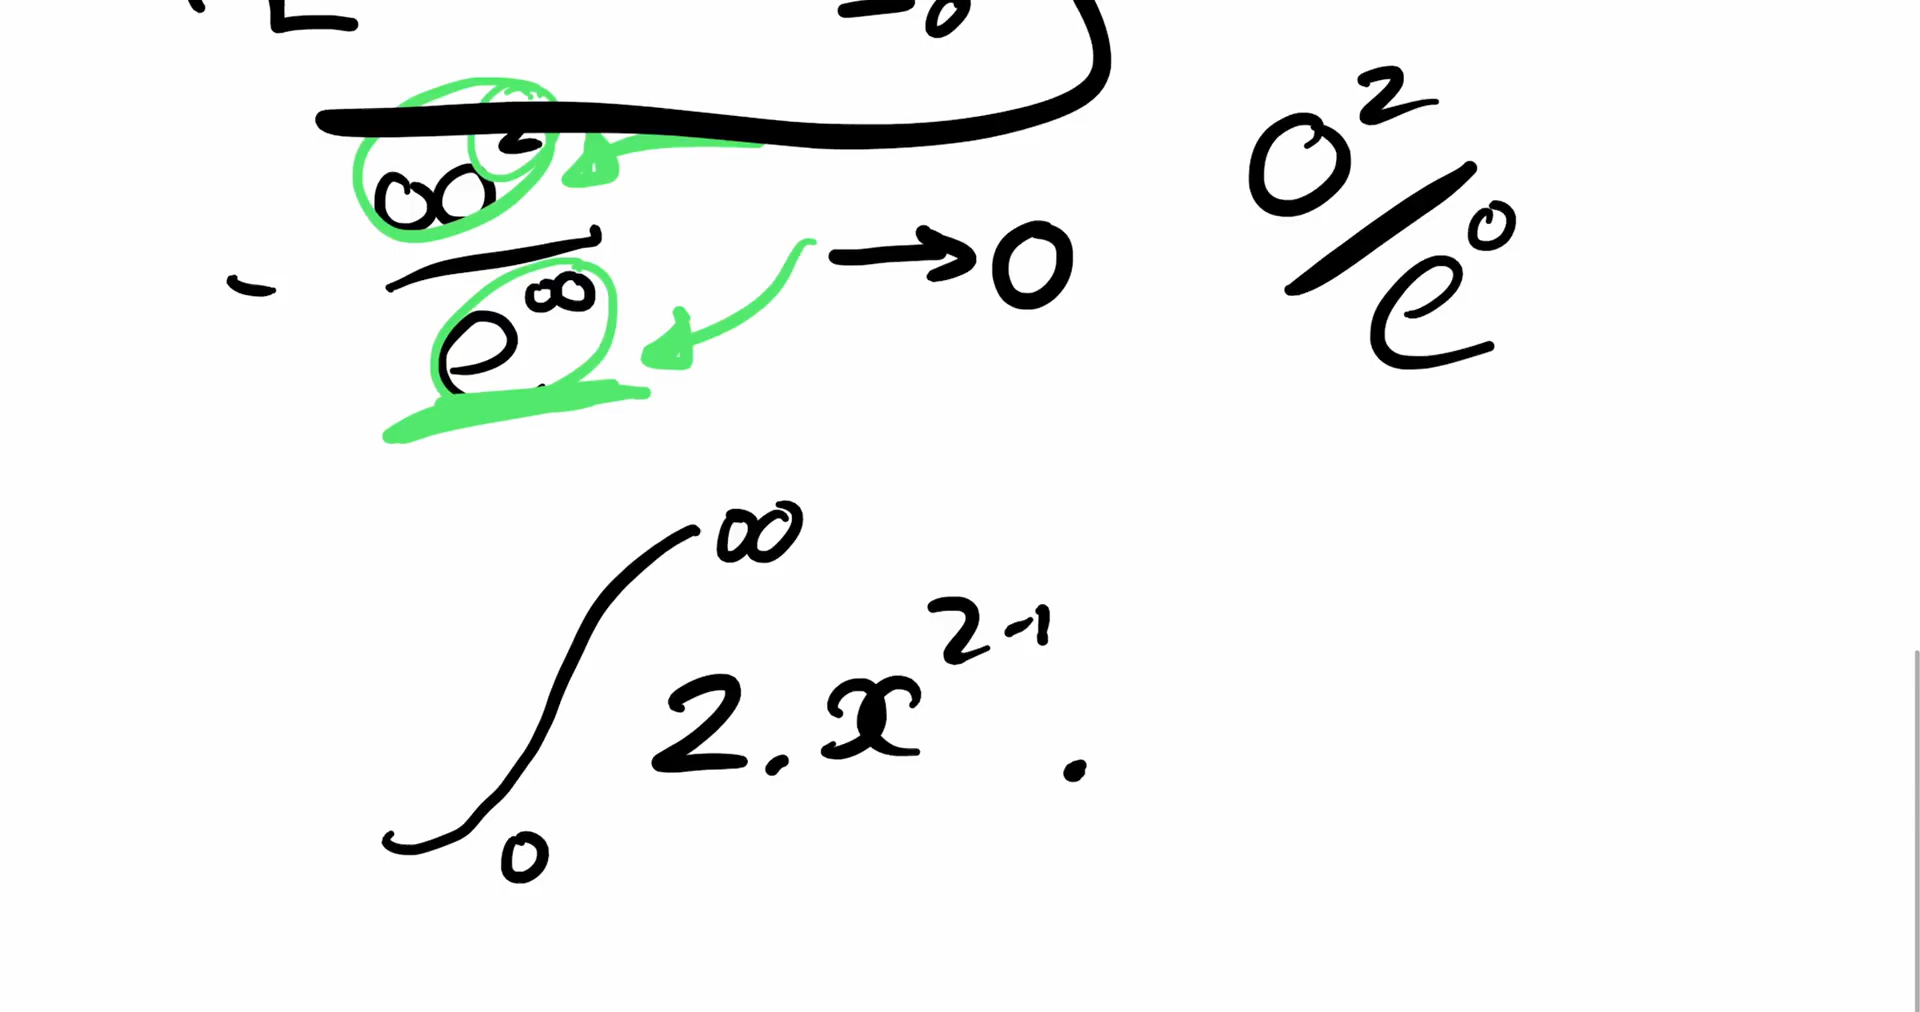 - ∞² / e^∞ → 0
0² / e⁰
∫₀^∞ 2 . x^(2-1) .